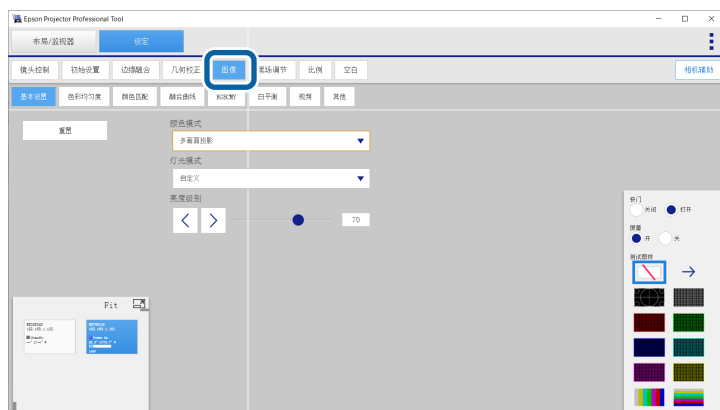 Epson Projector Professional Tool
布局/监视器 设定
镜头控制 初始设置 边缘融合 几何校正 图像 黑场调节 比例 空白 相机辅助
基本设置 色彩均匀度 颜色匹配 融合曲线 RGBCMY 白平衡 视频 其他
重置
颜色模式
多画面投影
灯光模式
自定义
亮度级别
70
快门
关闭 打开
屏幕
开 关
测试图样
Fit
Standby
Power On